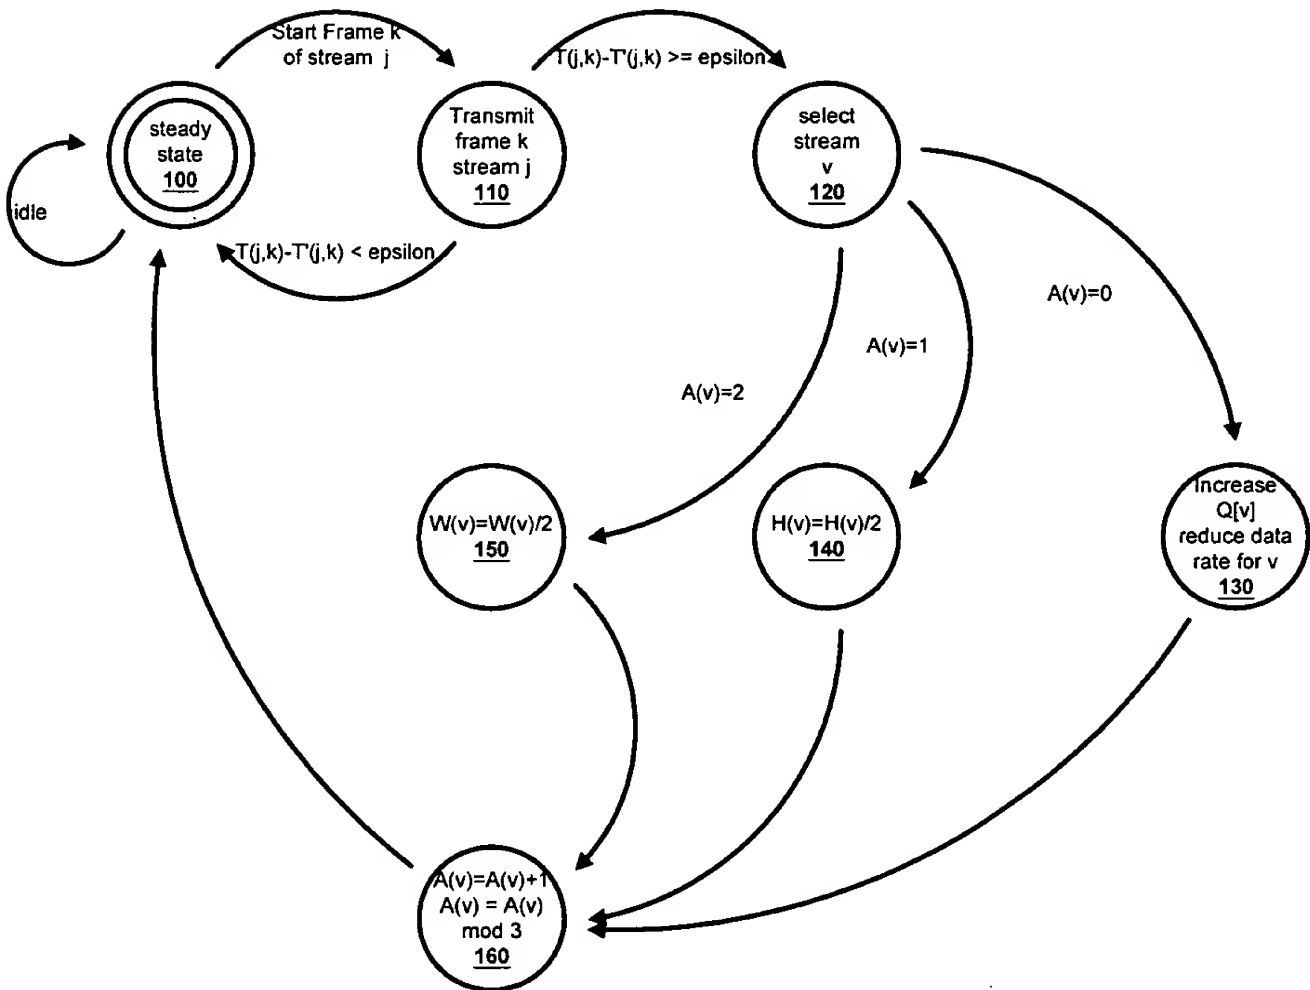 Start Frame k
of stream j
T(j,k)-T'(j,k) >= epsilon
steady
state
100
Transmit
frame k
stream j
110
select
stream
v
120
idle
T(j,k)-T'(j,k) < epsilon
A(v)=0
A(v)=1
A(v)=2
W(v)=W(v)/2
150
H(v)=H(v)/2
140
Increase
Q[v]
reduce data
rate for v
130
A(v)=A(v)+1
A(v) = A(v)
mod 3
160